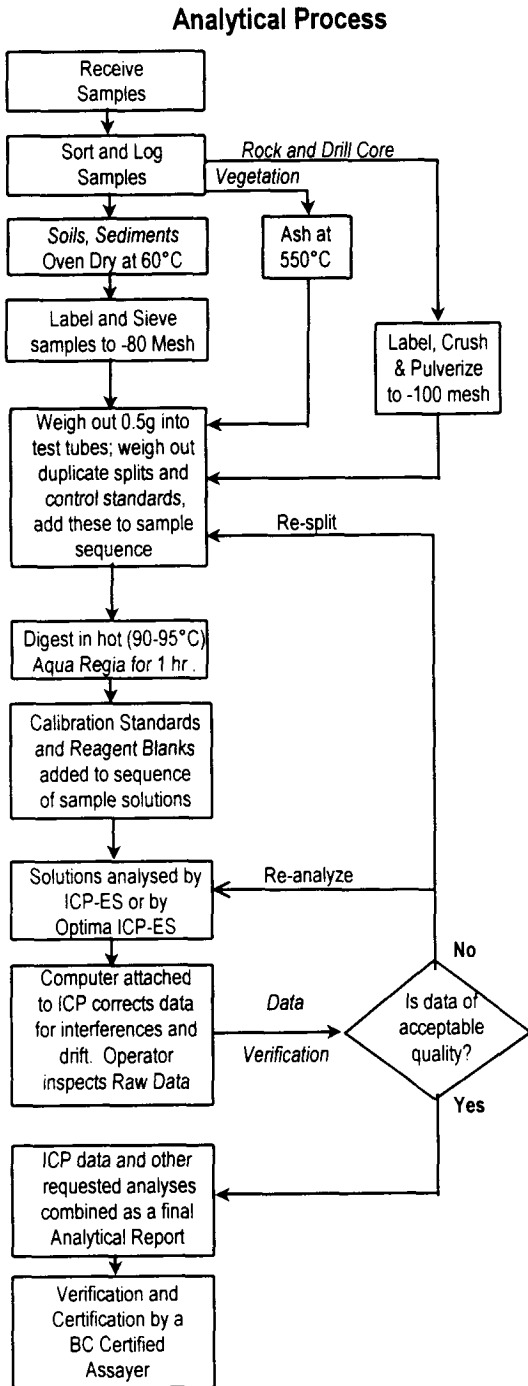 Analytical Process
Receive
Samples
Sort and Log
Samples
Rock and Drill Core
Vegetation
Soils, Sediments
Oven Dry at 60°C
Ash at
550°C
Label and Sieve
samples to -80 Mesh
Label, Crush
& Pulverize
to -100 mesh
Weigh out 0.5g into
test tubes; weigh out
duplicate splits and
control standards,
add these to sample
sequence
Re-split
Digest in hot (90-95°C)
Aqua Regia for 1 hr .
Calibration Standards
and Reagent Blanks
added to sequence
of sample solutions
Solutions analysed by
ICP-ES or by
Optima ICP-ES
Re-analyze
No
Computer attached
to ICP corrects data
for interferences and
drift. Operator
inspects Raw Data
Data
Verification
Is data of
acceptable
quality?
Yes
ICP data and other
requested analyses
combined as a final
Analytical Report
Verification and
Certification by a
BC Certified
Assayer